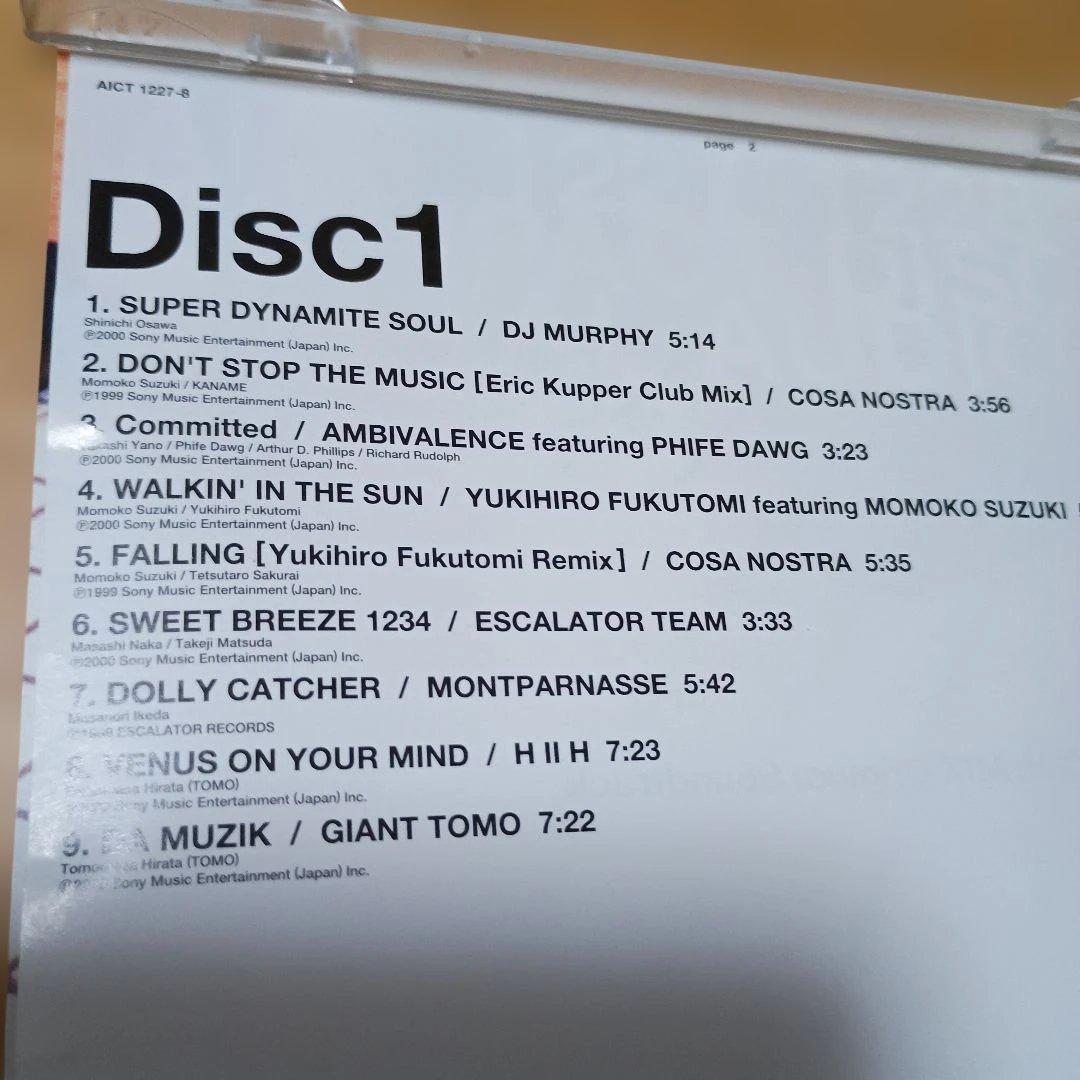 AICT 1227-8
page 2
Disc1
1. SUPER DYNAMITE SOUL / DJ MURPHY 5:14
Shinichi Osawa
℗2000 Sony Music Entertainment (Japan) Inc.
2. DON'T STOP THE MUSIC [Eric Kupper Club Mix] / COSA NOSTRA 3:56
Momoko Suzuki / KANAME
℗1999 Sony Music Entertainment (Japan) Inc.
3. Committed / AMBIVALENCE featuring PHIFE DAWG 3:23
Yano / Phife Dawg / Arthur D. Phillips / Richard Rudolph
℗2000 Sony Music Entertainment (Japan) Inc.
4. WALKIN' IN THE SUN / YUKIHIRO FUKUTOMI featuring MOMOKO SUZUKI
Momoko Suzuki / Yukihiro Fukutomi
℗2000 Sony Music Entertainment (Japan) Inc.
5. FALLING [Yukihiro Fukutomi Remix] / COSA NOSTRA 5:35
Momoko Suzuki / Tetsutaro Sakurai
℗1999 Sony Music Entertainment (Japan) Inc.
6. SWEET BREEZE 1234 / ESCALATOR TEAM 3:33
Masashi Naka / Takeji Matsuda
℗2000 Sony Music Entertainment (Japan) Inc.
7. DOLLY CATCHER / MONTPARNASSE 5:42
Masanori Ikeda
ESCALATOR RECORDS
8. VENUS ON YOUR MIND / H II H 7:23
Hirata (TOMO)
Sony Music Entertainment (Japan) Inc.
9. DA MUZIK / GIANT TOMO 7:22
Hirata (TOMO)
Sony Music Entertainment (Japan) Inc.